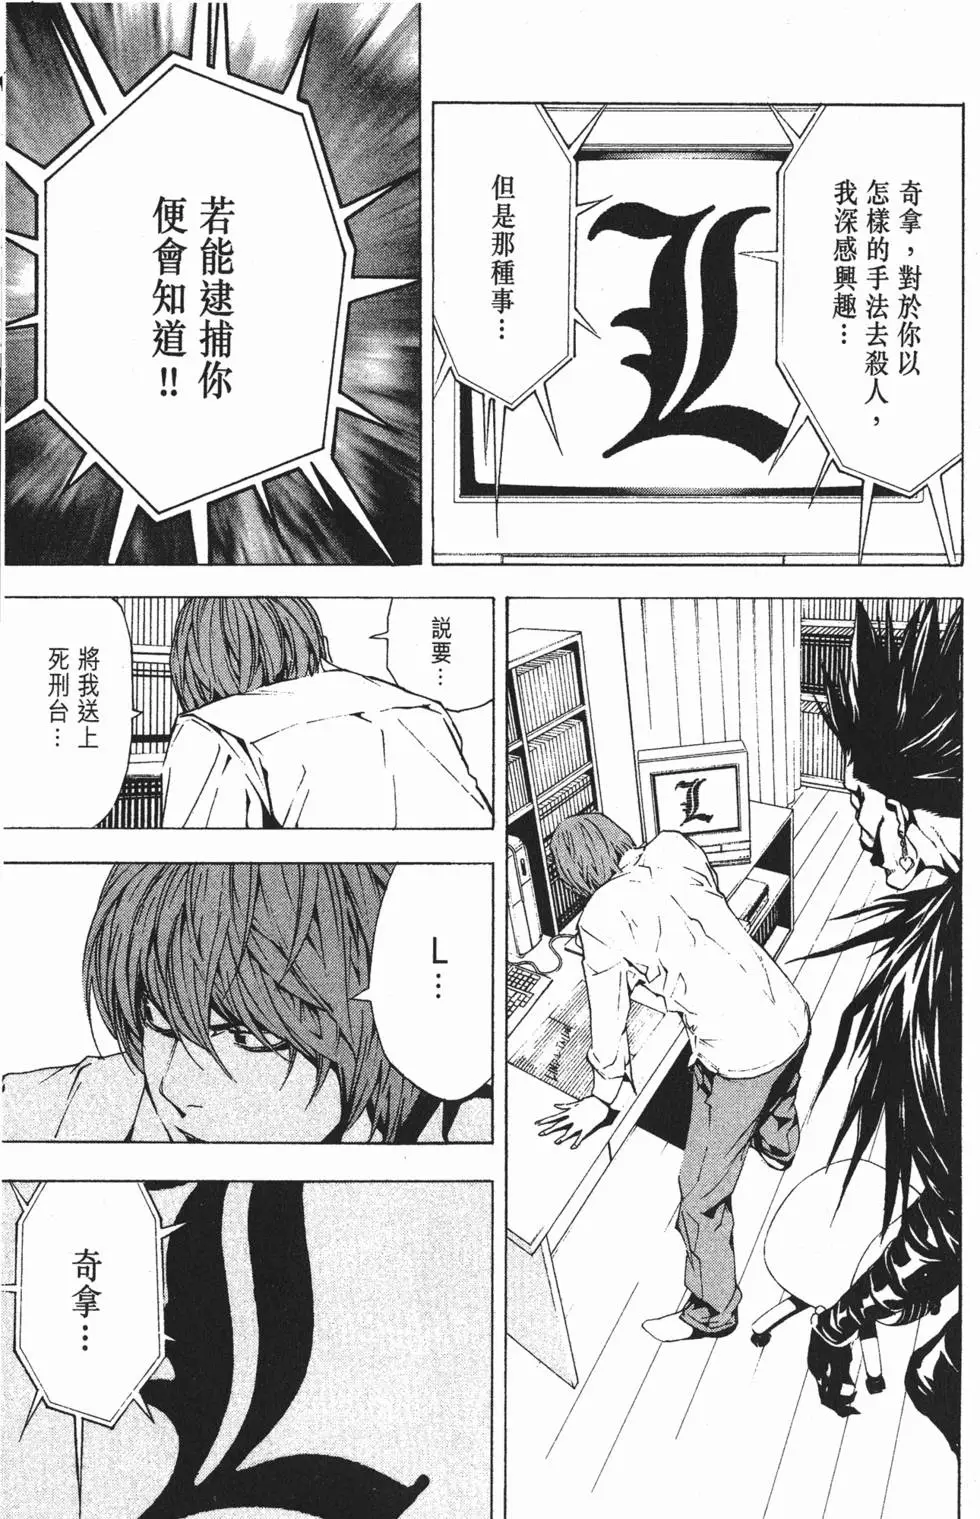 奇拿，對於你以
怎樣的手法去殺人，
我深感興趣…
L
但是那種事…
若能逮捕你
便會知道!!
L
說要…
將我送上
死刑台…
L…
奇拿…